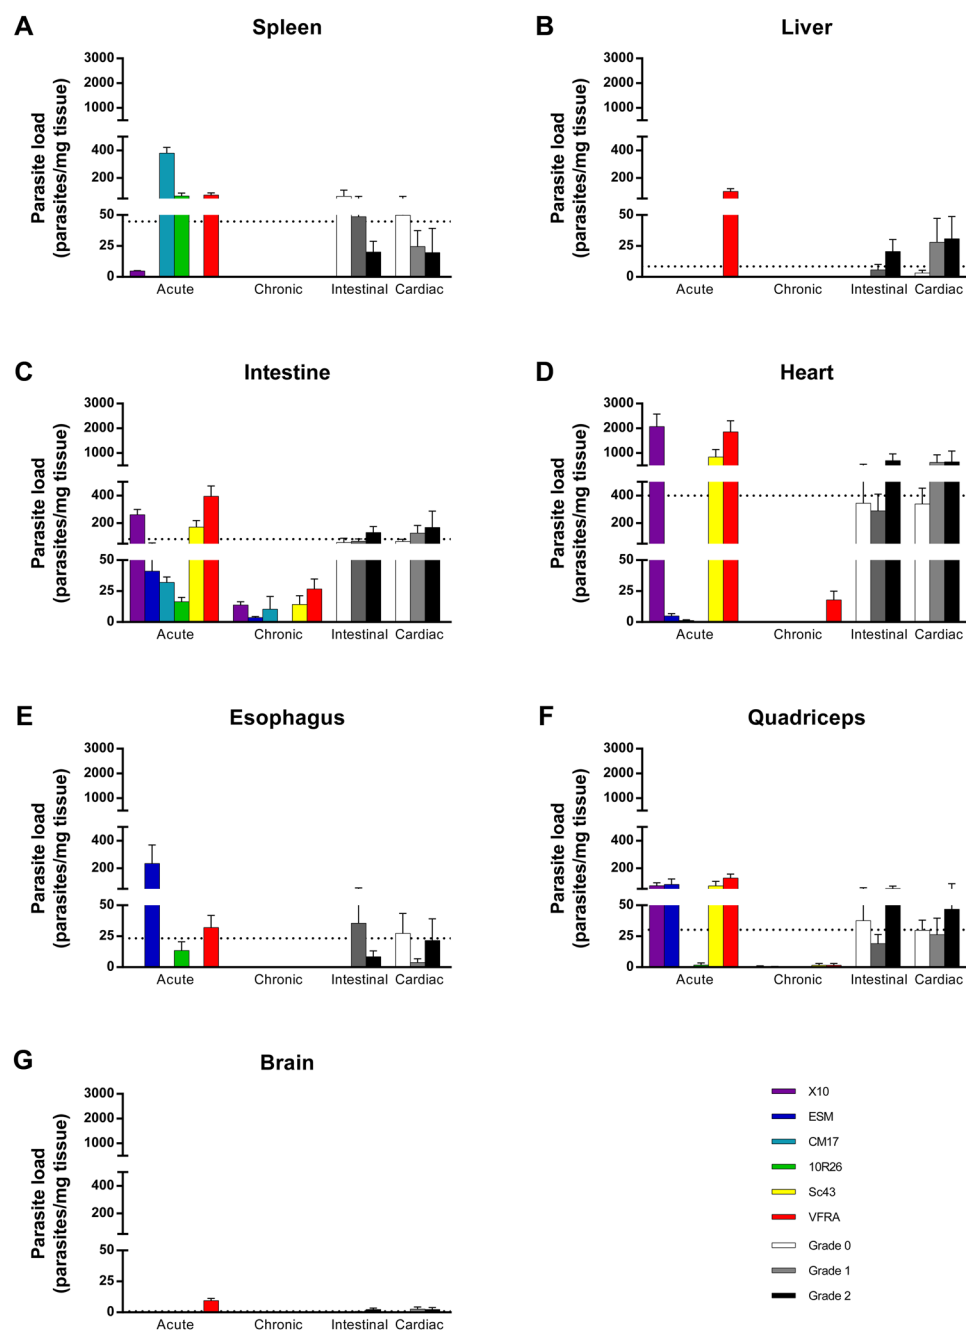 A Spleen
Parasite load
(parasites/mg tissue)
3000
2000
1000
400
200
50
25
0
Acute Chronic Intestinal Cardiac
B Liver
Parasite load
(parasites/mg tissue)
3000
2000
1000
400
200
50
25
0
Acute Chronic Intestinal Cardiac
C Intestine
Parasite load
(parasites/mg tissue)
3000
2000
1000
400
200
50
25
0
Acute Chronic Intestinal Cardiac
D Heart
Parasite load
(parasites/mg tissue)
3000
2000
1000
400
200
50
25
0
Acute Chronic Intestinal Cardiac
E Esophagus
Parasite load
(parasites/mg tissue)
3000
2000
1000
400
200
50
25
0
Acute Chronic Intestinal Cardiac
F Quadriceps
Parasite load
(parasites/mg tissue)
3000
2000
1000
400
200
50
25
0
Acute Chronic Intestinal Cardiac
G Brain
Parasite load
(parasites/mg tissue)
3000
2000
1000
400
200
50
25
0
Acute Chronic Intestinal Cardiac
X10
ESM
CM17
10R26
Sc43
VFRA
Grade 0
Grade 1
Grade 2